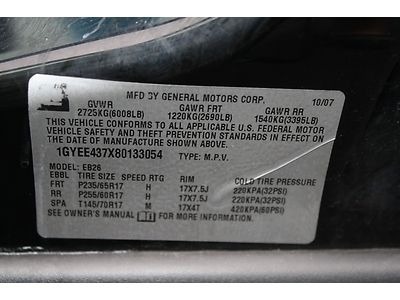 MFD BY GENERAL MOTORS CORP. 10/07
GVWR GAWR FRT GAWR RR
2725KG(6008LB) 1220KG(2690LB) 1540KG(3395LB)
THIS VEHICLE CONFORMS TO ALL APPLICABLE U.S. FEDERAL
MOTOR VEHICLE SAFETY, BUMPER, AND THEFT PREVENTION STANDARDS
IN EFFECT ON THE DATE OF MANUFACTURE SHOWN ABOVE.
1GYEE437X80133054 TYPE: M.P.V.
MODEL: EB26
EB8L TIRE SIZE SPEED RTG RIM COLD TIRE PRESSURE
FRT P235/65R17 H 17X7.5J 220KPA(32PSI)
RR P255/60R17 H 17X7.5J 220KPA(32PSI)
SPA T145/70R17 M 17X4T 420KPA(60PSI)
SEE OWNER'S MANUAL FOR MORE INFORMATION.